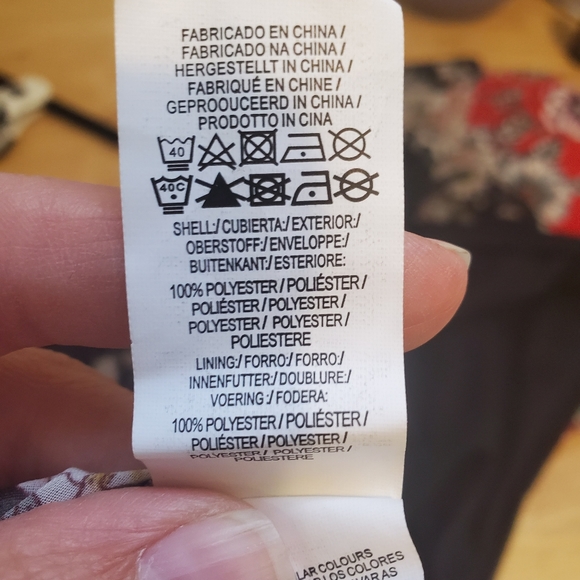 FABRICADO EN CHINA /
FABRICADO NA CHINA /
HERGESTELLT IN CHINA /
FABRIQUÉ EN CHINE /
GEPROOUCEERD IN CHINA /
PRODOTTO IN CINA
40
40C
SHELL:/ CUBIERTA:/ EXTERIOR:/
OBERSTOFF:/ ENVELOPPE:/
BUITENKANT:/ ESTERIORE:
100% POLYESTER / POLIÉSTER /
POLIÉSTER / POLYESTER /
POLYESTER / POLYESTER /
POLIESTERE
LINING:/ FORRO:/ FORRO:/
INNENFUTTER:/ DOUBLURE:/
VOERING:/ FODERA:
100% POLYESTER / POLIÉSTER /
POLIÉSTER / POLYESTER /
POLYESTER / POLYESTER /
POLIESTERE
LAR COLOURS
LOS COLORES